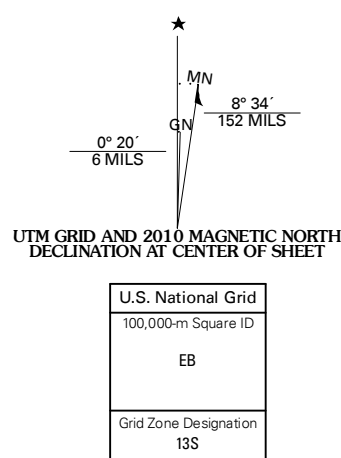 MN
8° 34´
152 MILS
GN
0° 20´
6 MILS
UTM GRID AND 2010 MAGNETIC NORTH
DECLINATION AT CENTER OF SHEET
U.S. National Grid
100,000-m Square ID
EB
Grid Zone Designation
13S